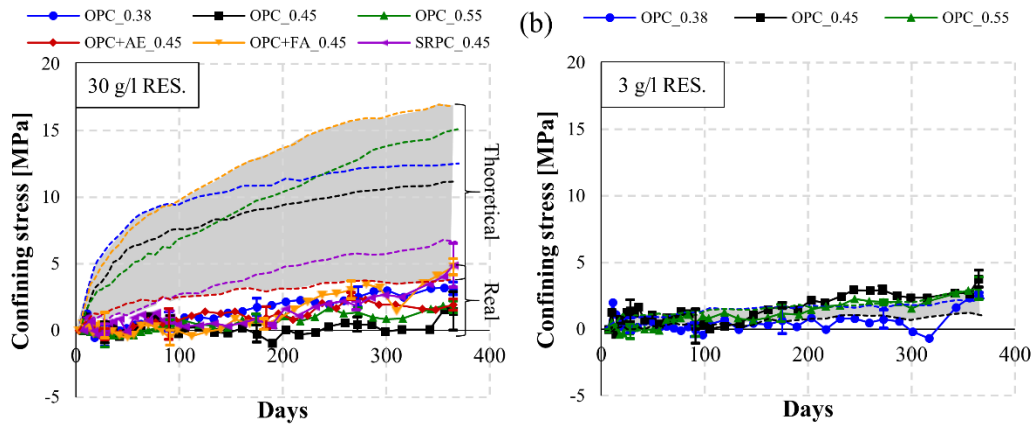 OPC_0.38 OPC_0.45 OPC_0.55
OPC+AE_0.45 OPC+FA_0.45 SRPC_0.45
30 g/l RES.
Confining stress [MPa]
20
15
10
5
0
-5
0 100 200 300 400
Days
Theoretical
Real
(b)
OPC_0.38 OPC_0.45 OPC_0.55
3 g/l RES.
Confining stress [MPa]
20
15
10
5
0
-5
0 100 200 300 400
Days